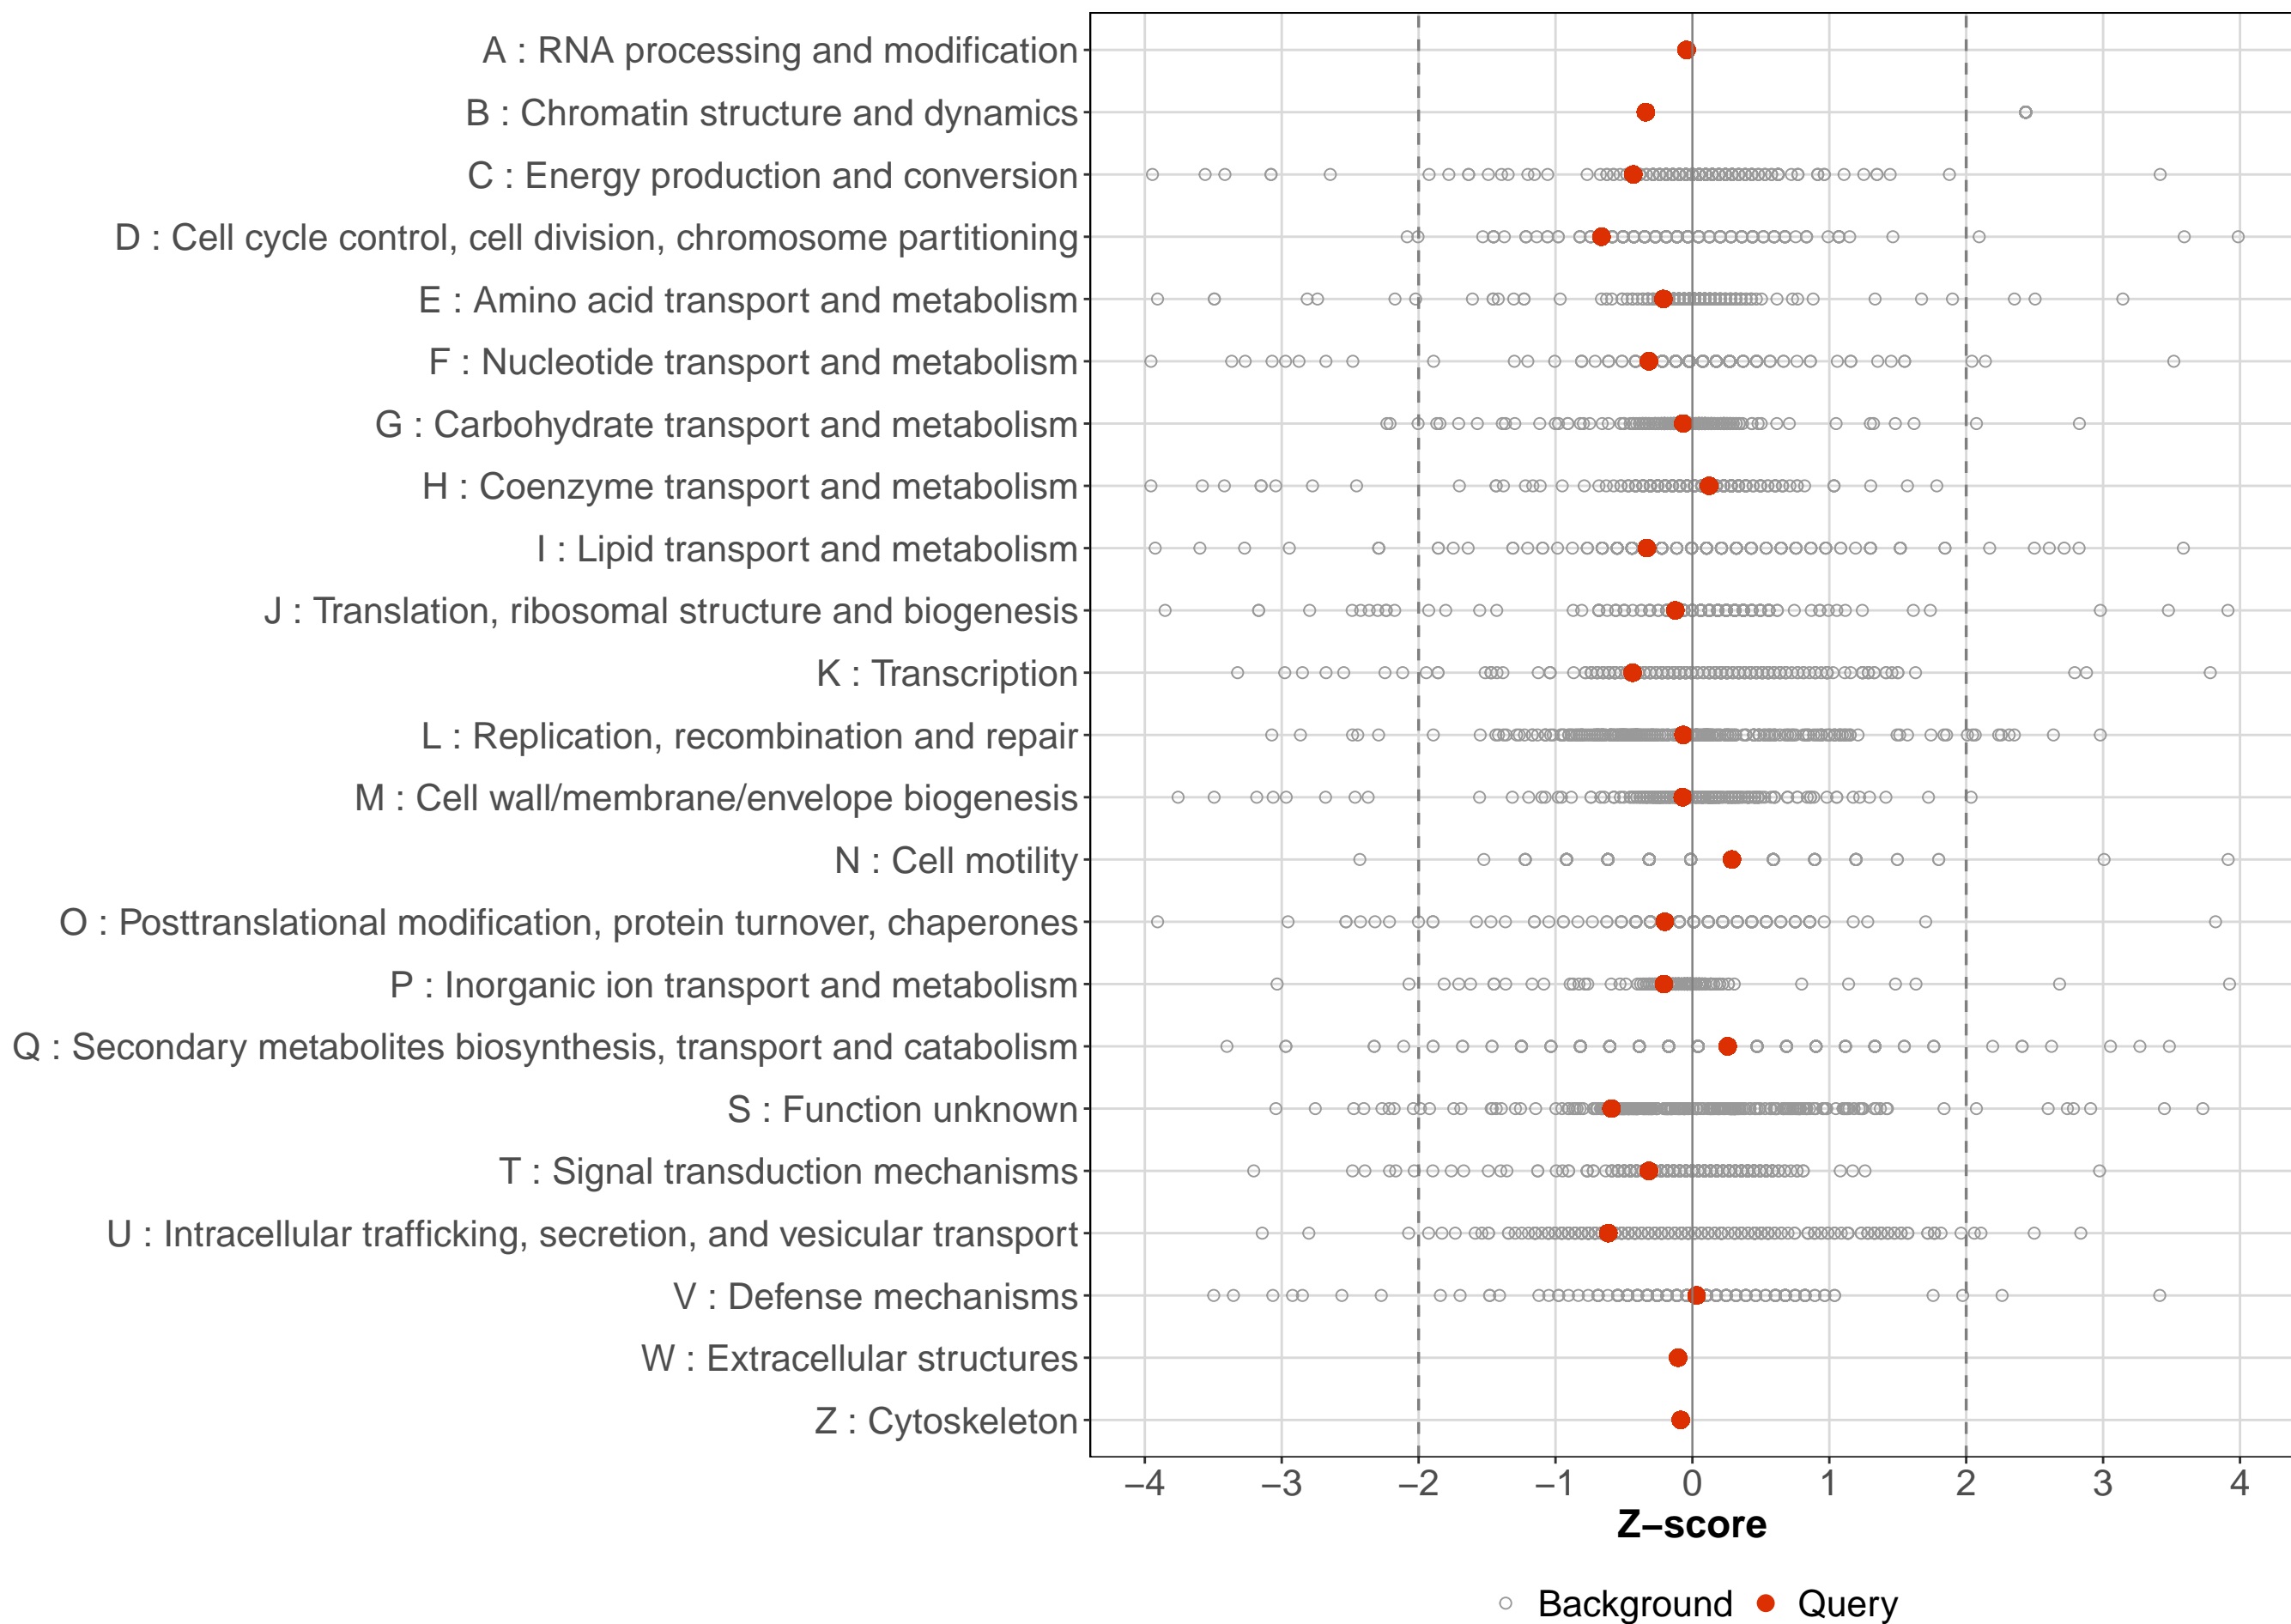 A : RNA processing and modification
B : Chromatin structure and dynamics
C : Energy production and conversion
D : Cell cycle control, cell division, chromosome partitioning
E : Amino acid transport and metabolism
F : Nucleotide transport and metabolism
G : Carbohydrate transport and metabolism
H : Coenzyme transport and metabolism
I : Lipid transport and metabolism
J : Translation, ribosomal structure and biogenesis
K : Transcription
L : Replication, recombination and repair
M : Cell wall/membrane/envelope biogenesis
N : Cell motility
O : Posttranslational modification, protein turnover, chaperones
P : Inorganic ion transport and metabolism
Q : Secondary metabolites biosynthesis, transport and catabolism
S : Function unknown
T : Signal transduction mechanisms
U : Intracellular trafficking, secretion, and vesicular transport
V : Defense mechanisms
W : Extracellular structures
Z : Cytoskeleton
−4 −3 −2 −1 0 1 2 3 4
Z−score
Background Query